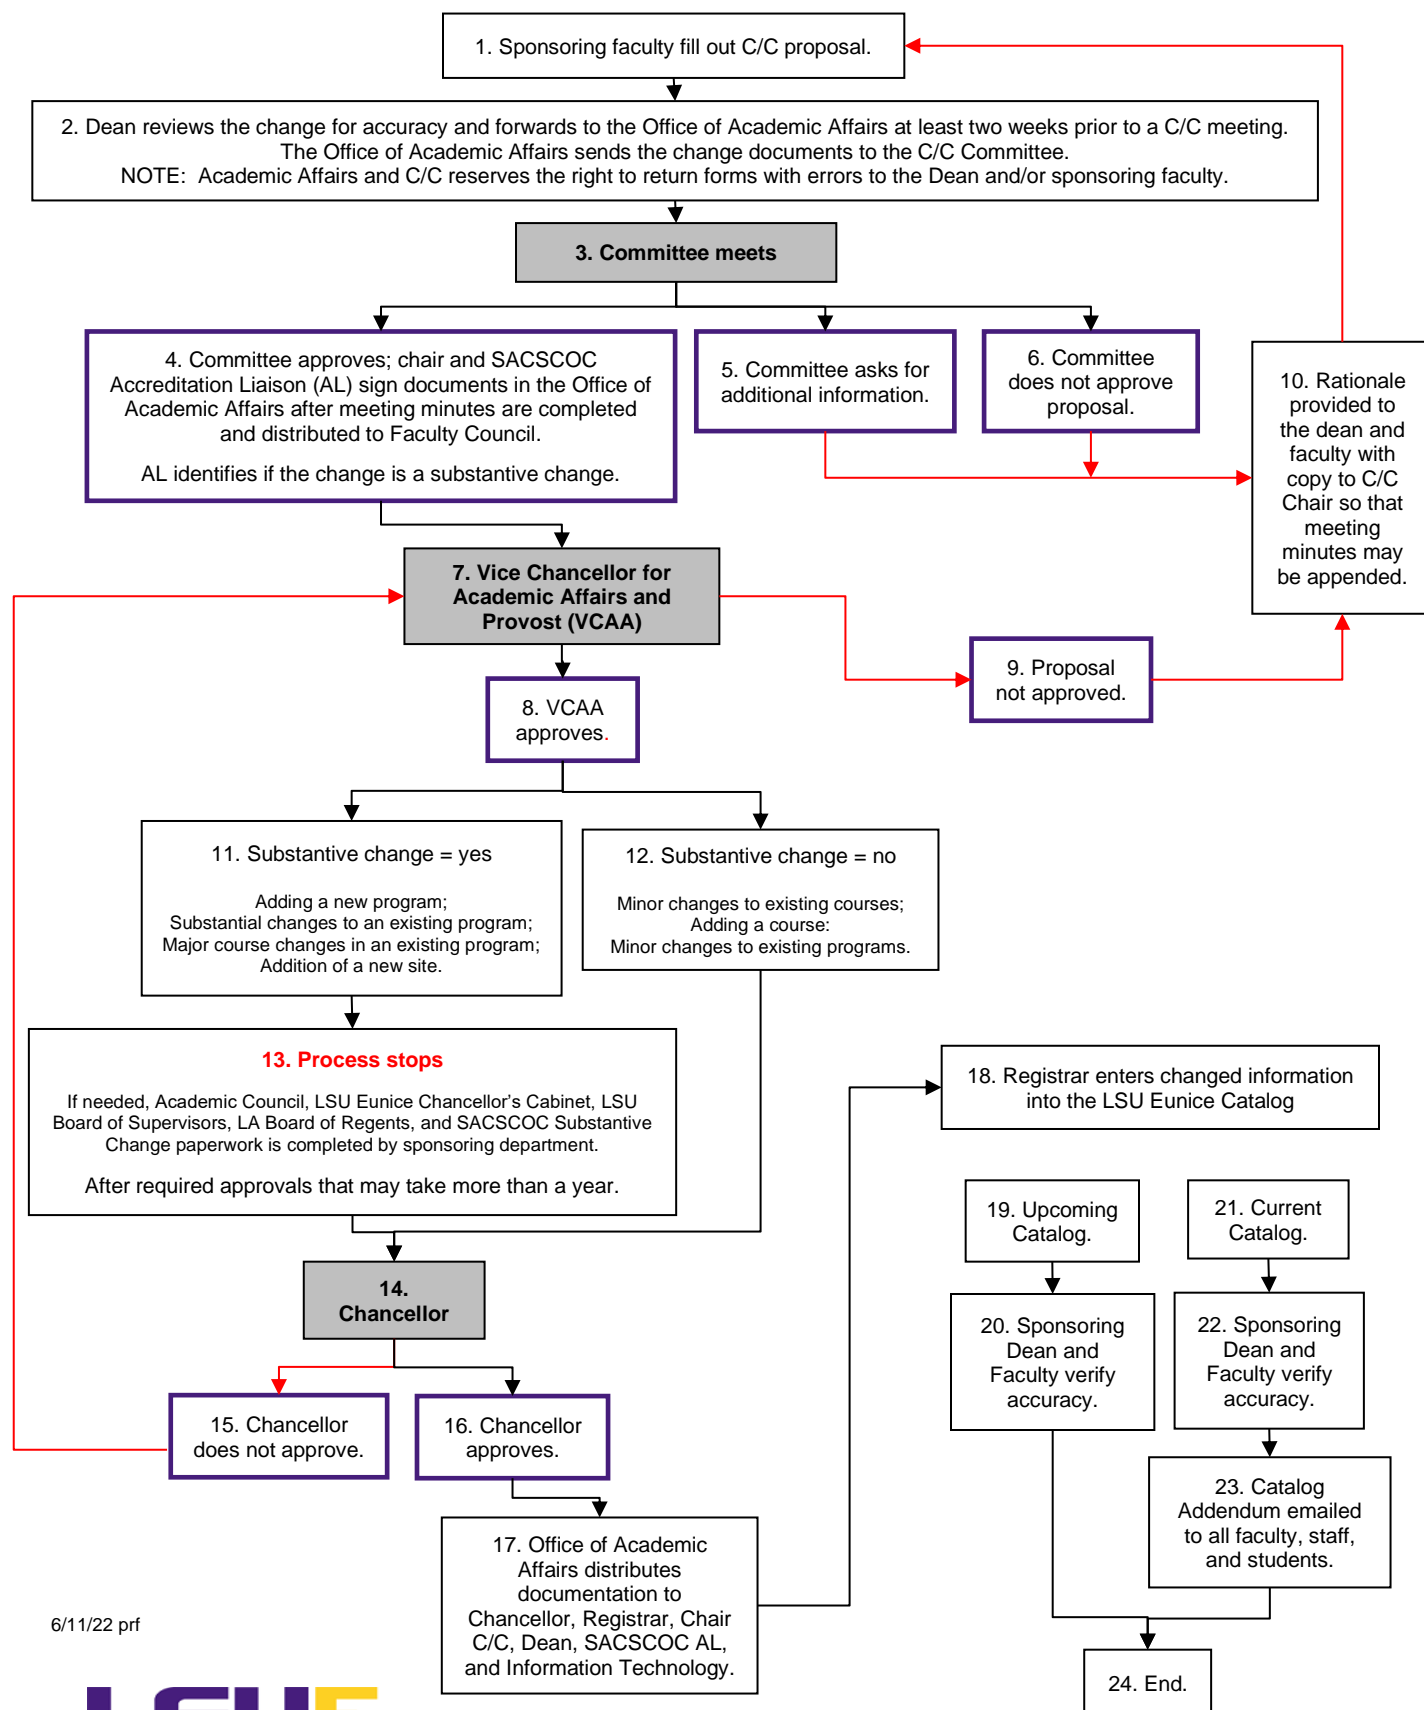 1. Sponsoring faculty fill out C/C proposal.
2. Dean reviews the change for accuracy and forwards to the Office of Academic Affairs at least two weeks prior to a C/C meeting.
The Office of Academic Affairs sends the change documents to the C/C Committee.
NOTE: Academic Affairs and C/C reserves the right to return forms with errors to the Dean and/or sponsoring faculty.
3. Committee meets
4. Committee approves; chair and SACSCOC
Accreditation Liaison (AL) sign documents in the Office of
Academic Affairs after meeting minutes are completed
and distributed to Faculty Council.
AL identifies if the change is a substantive change.
5. Committee asks for
additional information.
6. Committee
does not approve
proposal.
10. Rationale
provided to
the dean and
faculty with
copy to C/C
Chair so that
meeting
minutes may
be appended.
7. Vice Chancellor for
Academic Affairs and
Provost (VCAA)
9. Proposal
not approved.
8. VCAA
approves.
11. Substantive change = yes
Adding a new program;
Substantial changes to an existing program;
Major course changes in an existing program;
Addition of a new site.
12. Substantive change = no
Minor changes to existing courses;
Adding a course:
Minor changes to existing programs.
13. Process stops
If needed, Academic Council, LSU Eunice Chancellor's Cabinet, LSU
Board of Supervisors, LA Board of Regents, and SACSCOC Substantive
Change paperwork is completed by sponsoring department.
After required approvals that may take more than a year.
14.
Chancellor
15. Chancellor
does not approve.
16. Chancellor
approves.
17. Office of Academic
Affairs distributes
documentation to
Chancellor, Registrar, Chair
C/C, Dean, SACSCOC AL,
and Information Technology.
18. Registrar enters changed information
into the LSU Eunice Catalog
19. Upcoming
Catalog.
20. Sponsoring
Dean and
Faculty verify
accuracy.
21. Current
Catalog.
22. Sponsoring
Dean and
Faculty verify
accuracy.
23. Catalog
Addendum emailed
to all faculty, staff,
and students.
24. End.
6/11/22 prf